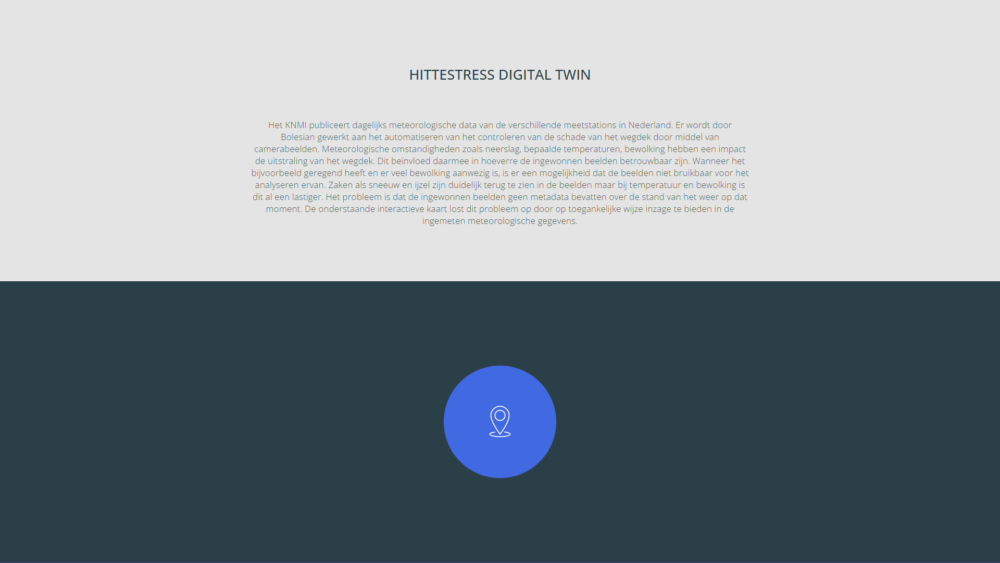 HITTESTRESS DIGITAL TWIN
Het KNMI publiceert dagelijks meteorologische data van de verschillende meetstations in Nederland. Er wordt door
Bolesian gewerkt aan het automatiseren van het controleren van de schade van het wegdek door middel van
camerabeelden. Meteorologische omstandigheden zoals neerslag, bepaalde temperaturen, bewolking hebben een impact
de uitstraling van het wegdek. Dit beïnvloed daarmee in hoeverre de ingewonnen beelden betrouwbaar zijn. Wanneer het
bijvoorbeeld geregend heeft en er veel bewolking aanwezig is, is er een mogelijkheid dat de beelden niet bruikbaar voor het
analyseren ervan. Zaken als sneeuw en ijzel zijn duidelijk terug te zien in de beelden maar bij temperatuur en bewolking is
dit al een lastiger. Het probleem is dat de ingewonnen beelden geen metadata bevatten over de stand van het weer op dat
moment. De onderstaande interactieve kaart lost dit probleem op door op toegankelijke wijze inzage te bieden in de
ingemeten meteorologische gegevens.